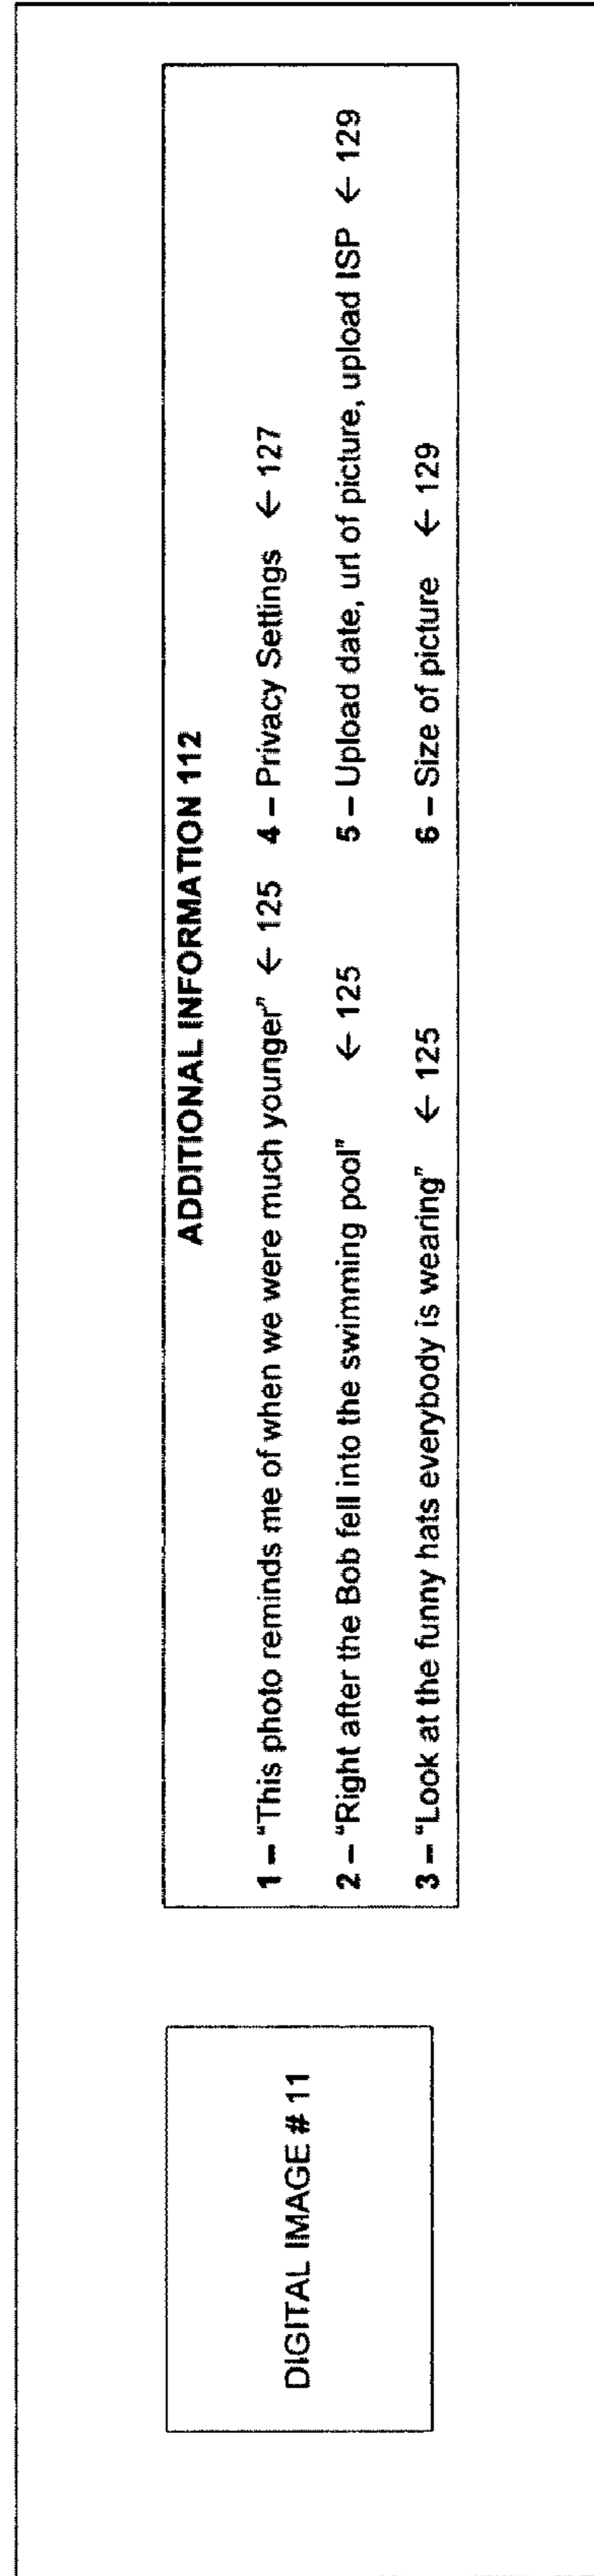 DIGITAL IMAGE # 11
ADDITIONAL INFORMATION 112
1 – "This photo reminds me of when we were much younger" ← 125 4 – Privacy Settings ← 127
2 – "Right after the Bob fell into the swimming pool" ← 125 5 – Upload date, url of picture, upload ISP ← 129
3 – "Look at the funny hats everybody is wearing" ← 125 6 – Size of picture ← 129